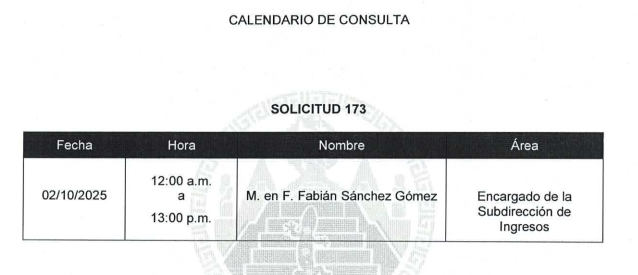 CALENDARIO DE CONSULTA
SOLICITUD 173
Fecha Hora Nombre Área
02/10/2025
12:00 a.m.
a
13:00 p.m.
M. en F. Fabián Sánchez Gómez
Encargado de la
Subdirección de
Ingresos